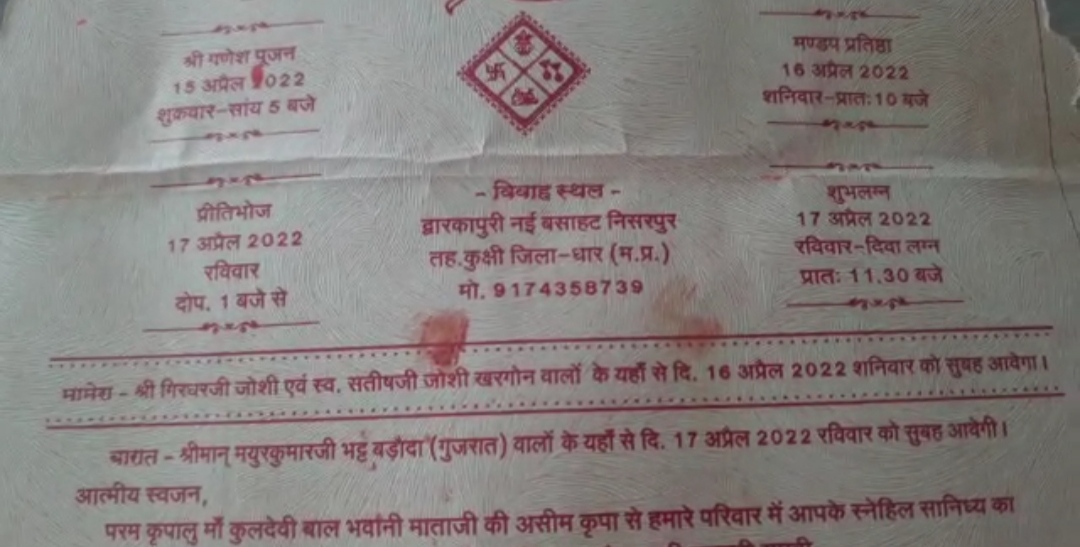 श्री गणेश पूजन
15 अप्रैल 2022
शुक्रवार-सांय 5 बजे
मण्डप प्रतिष्ठा
16 अप्रैल 2022
शनिवार-प्रातः 10 बजे
प्रीतिभोज
17 अप्रैल 2022
रविवार
दोप. 1 बजे से
- विवाह स्थल -
द्वारकापुरी नई बसाहट निसरपुर
तह.कुक्षी जिला-धार (म.प्र.)
मो. 9174358739
शुभलग्न
17 अप्रैल 2022
रविवार-दिवा लग्न
प्रातः 11.30 बजे
मामेरा - श्री गिरधरजी जोशी एवं स्व. सतीषजी जोशी खरगोन वालों के यहाँ से दि. 16 अप्रैल 2022 शनिवार को सुबह आवेगा।
बारात - श्रीमान् मयुरकुमारजी भट्ट बड़ौदा (गुजरात) वालों के यहाँ से दि. 17 अप्रैल 2022 रविवार को सुबह आवेगी।
आत्मीय स्वजन,
परम कृपालु माँ कुलदेवी बाल भवानी माताजी की असीम कृपा से हमारे परिवार में आपके स्नेहिल सानिध्य का